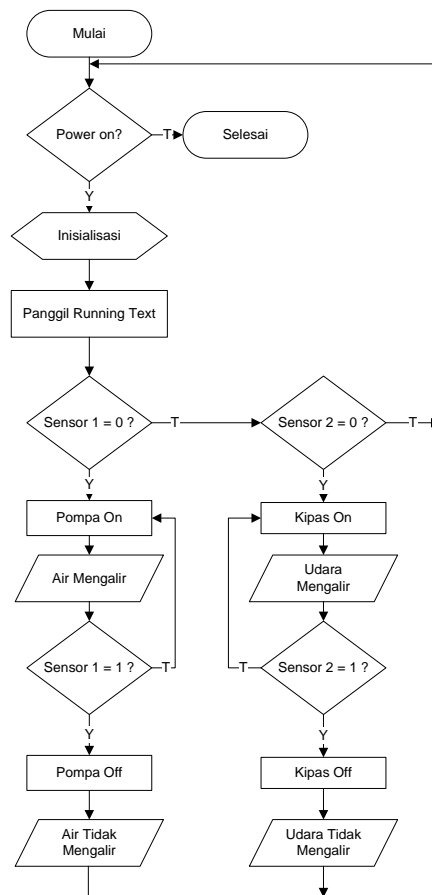 Mulai
Power on?
T
Selesai
Y
Inisialisasi
Panggil Running Text
Sensor 1 = 0 ?
T
Sensor 2 = 0 ?
T
Y
Y
Pompa On
Kipas On
Air Mengalir
Udara
Mengalir
Sensor 1 = 1 ?
T
T
Sensor 2 = 1 ?
Y
Y
Pompa Off
Kipas Off
Air Tidak
Mengalir
Udara Tidak
Mengalir